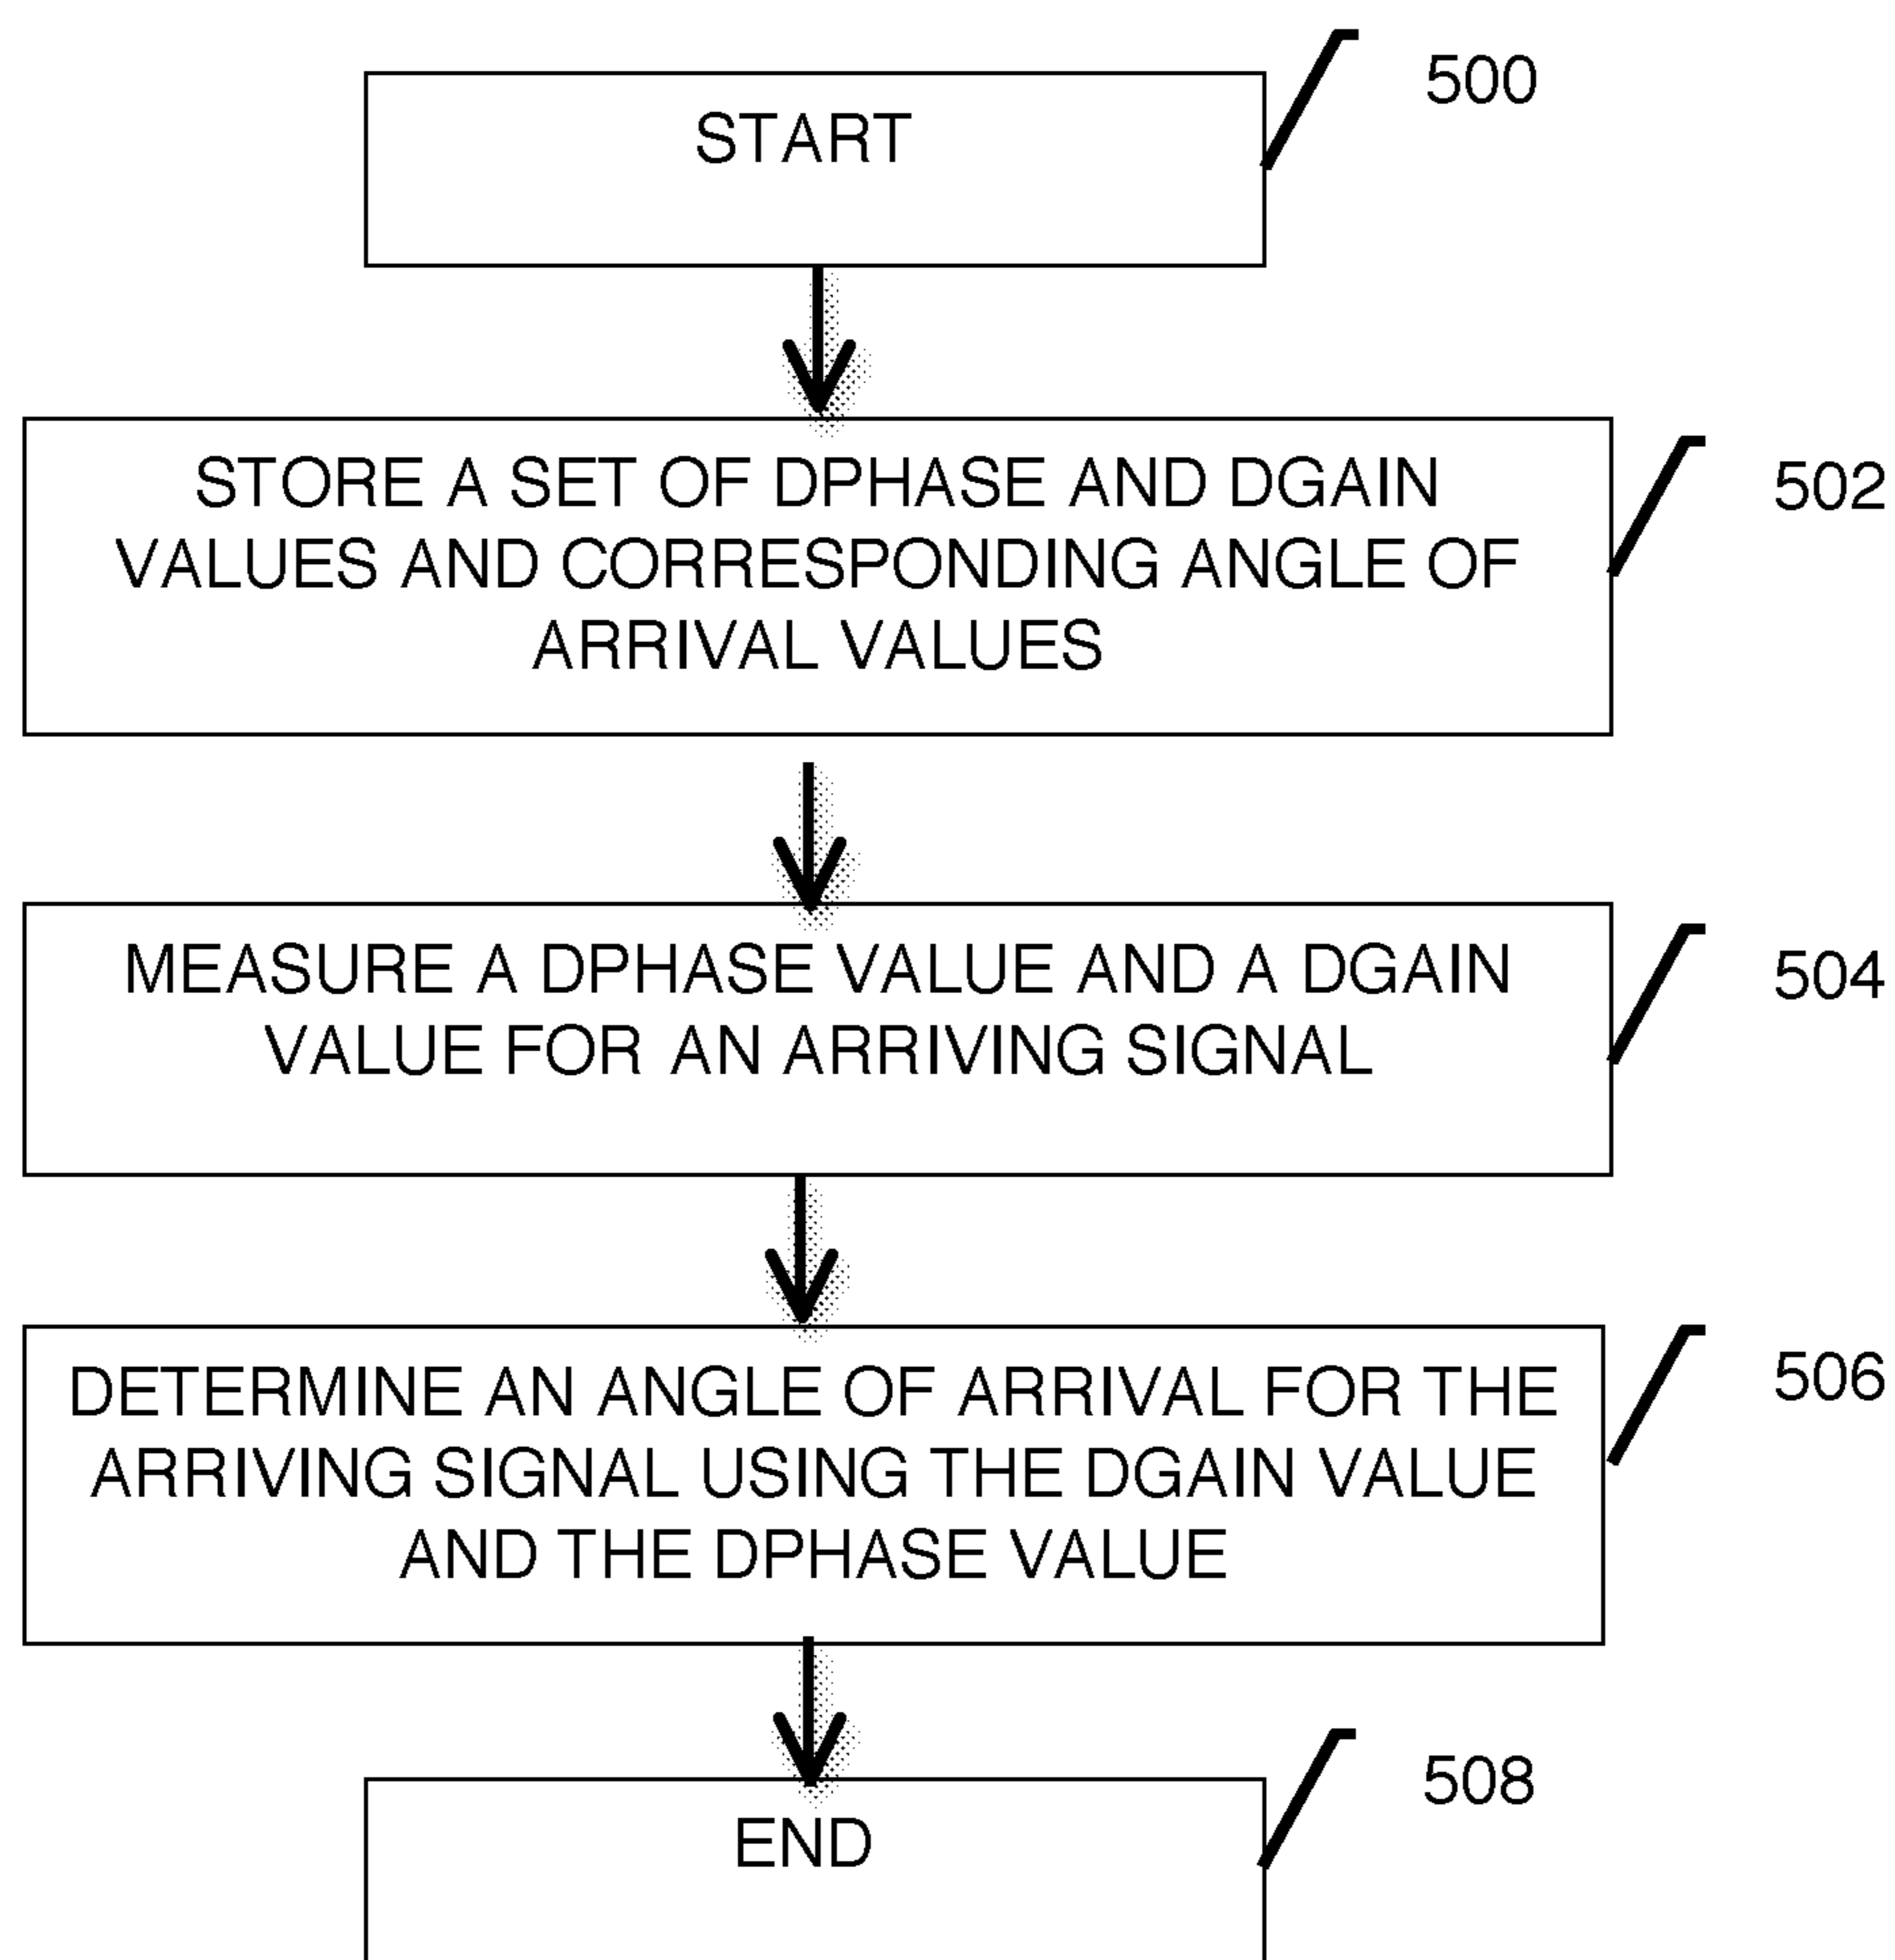 START
500
STORE A SET OF DPHASE AND DGAIN
VALUES AND CORRESPONDING ANGLE OF
ARRIVAL VALUES
502
MEASURE A DPHASE VALUE AND A DGAIN
VALUE FOR AN ARRIVING SIGNAL
504
DETERMINE AN ANGLE OF ARRIVAL FOR THE
ARRIVING SIGNAL USING THE DGAIN VALUE
AND THE DPHASE VALUE
506
END
508